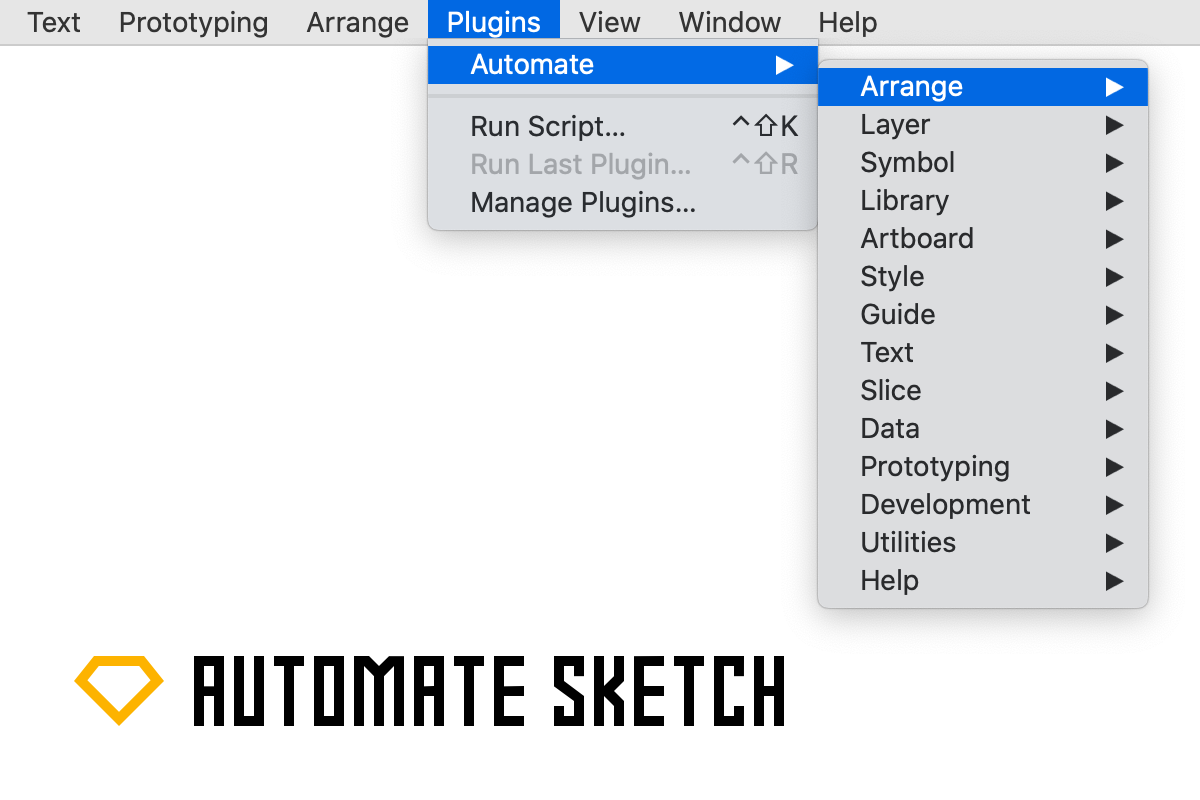 Text Prototyping Arrange Plugins View Window Help
Automate ▶
Run Script... ^⇧K
Run Last Plugin... ^⇧R
Manage Plugins...
Arrange ▶
Layer ▶
Symbol ▶
Library ▶
Artboard ▶
Style ▶
Guide ▶
Text ▶
Slice ▶
Data ▶
Prototyping ▶
Development ▶
Utilities ▶
Help ▶
AUTOMATE SKETCH